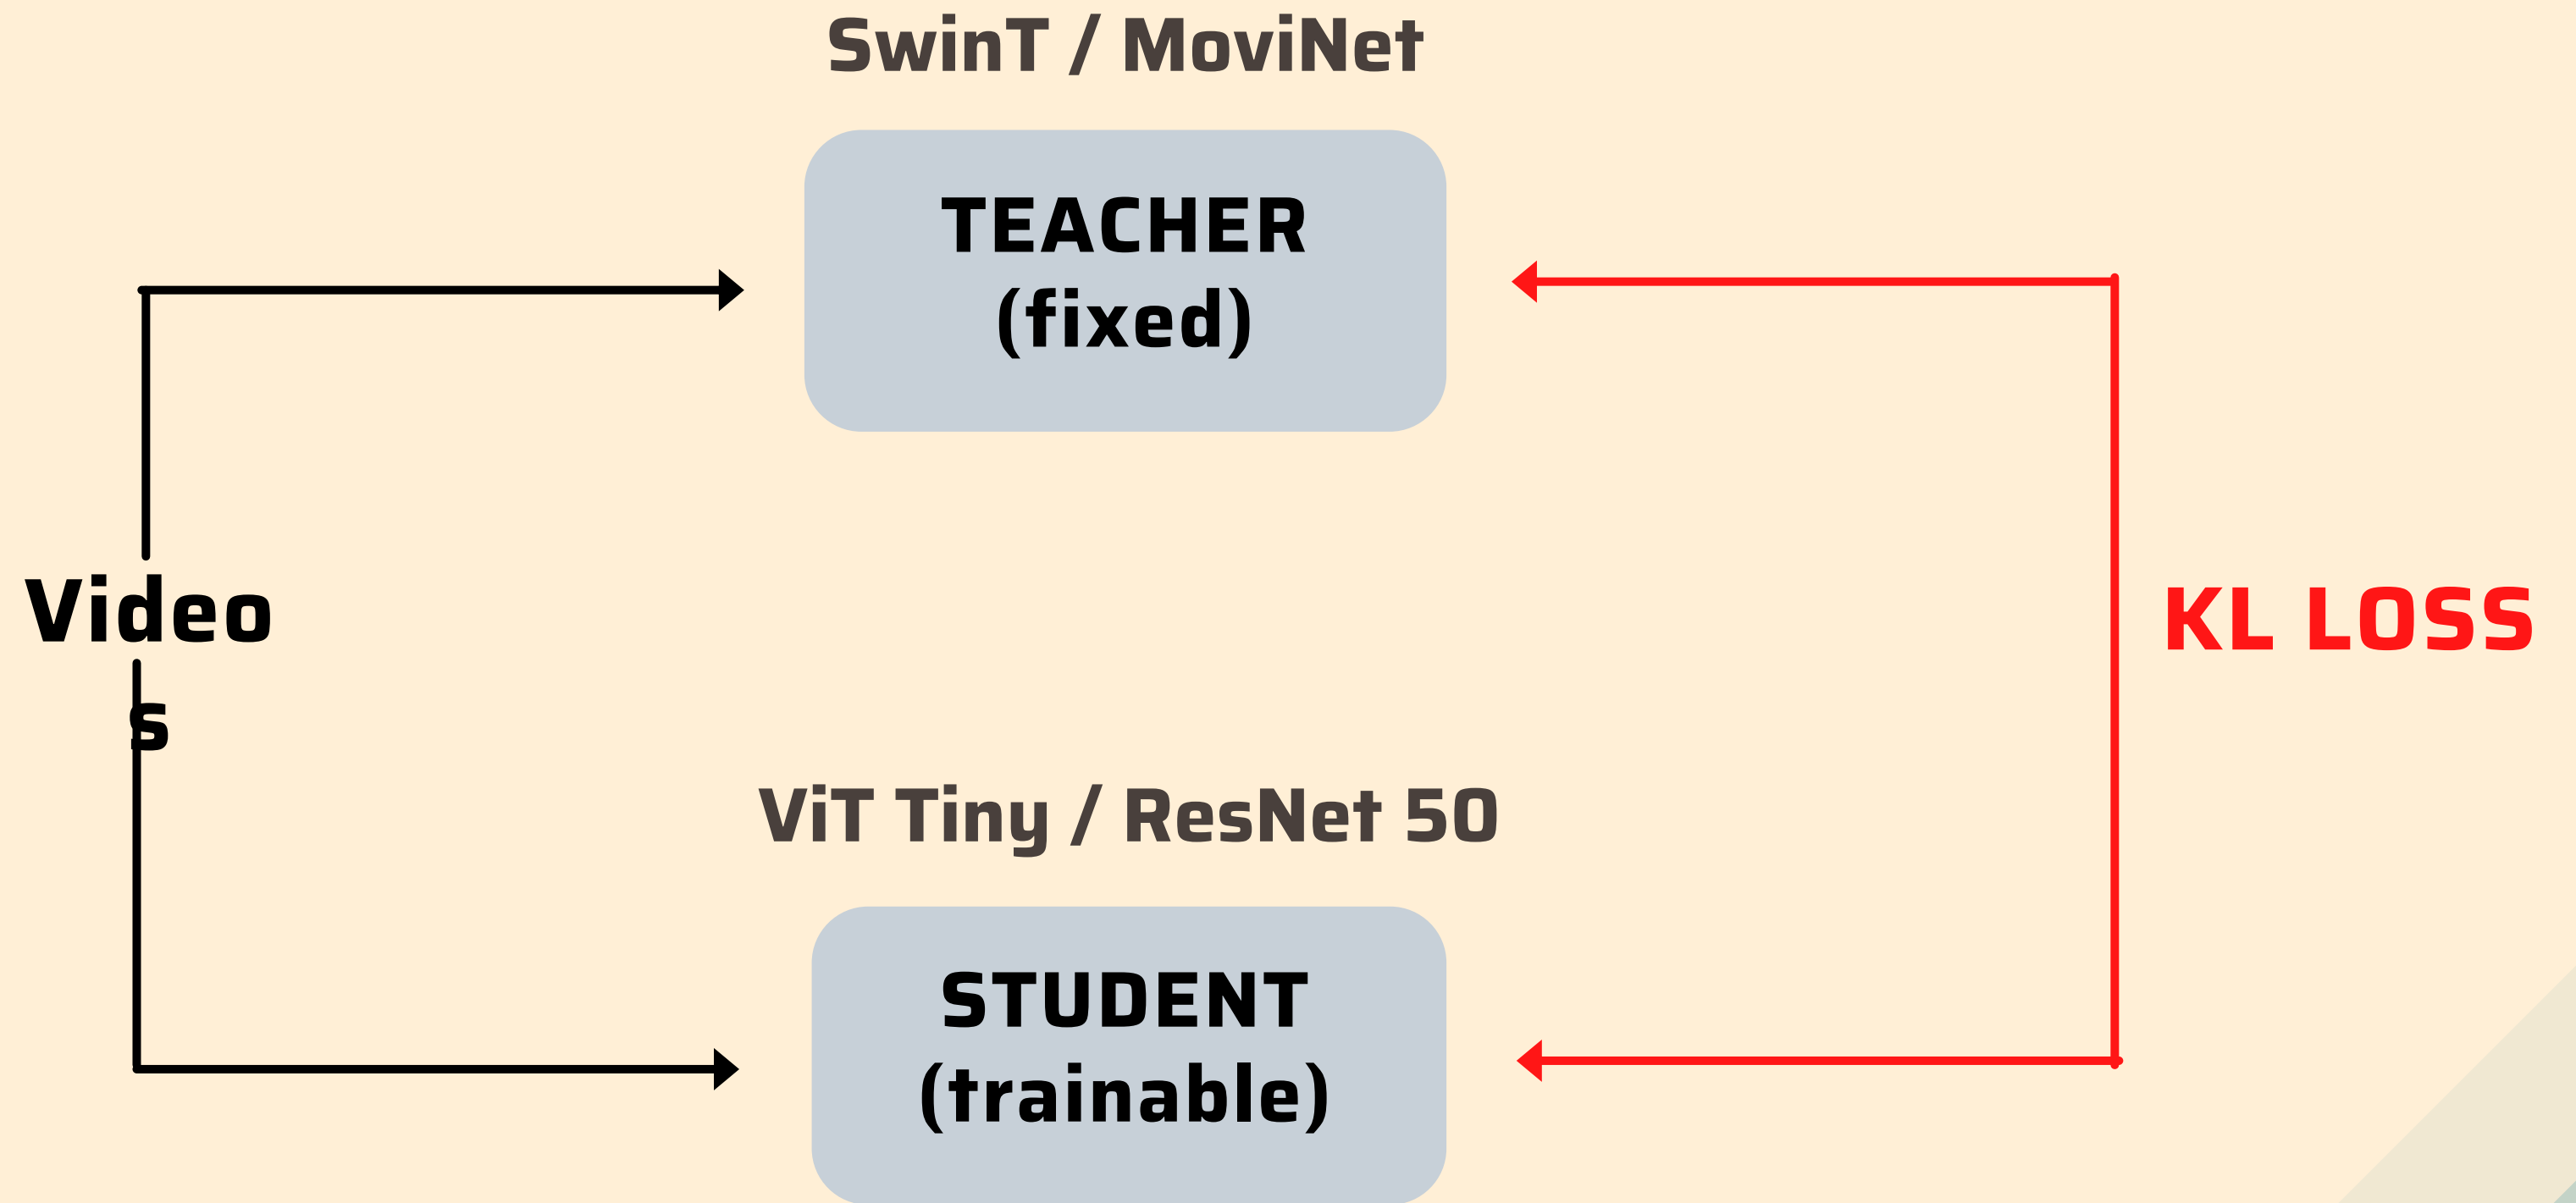 SwinT / MoviNet
TEACHER
(fixed)
Video
s
KL LOSS
ViT Tiny / ResNet 50
STUDENT
(trainable)